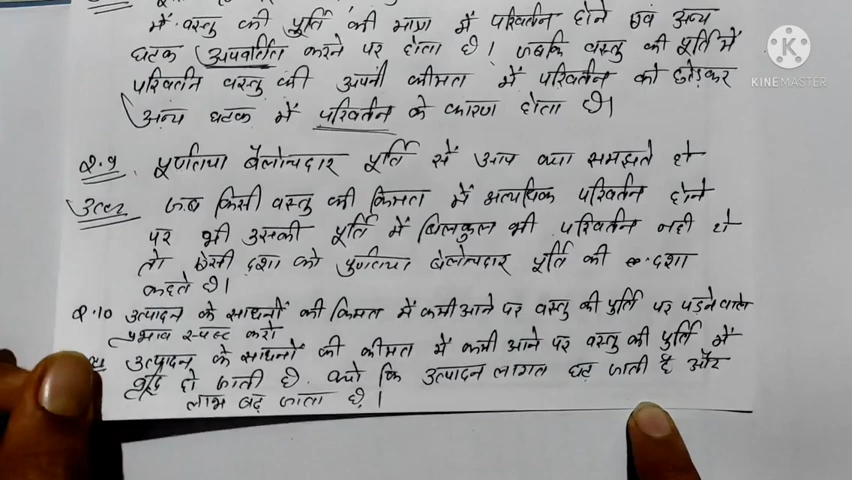 में वस्तु की पूर्ति की मात्रा में परिवर्तन होने एवं अन्य
घटक अपवर्तित करने पर होता है। जबकि वस्तु की पूर्ति में
परिवर्तन वस्तु की अपनी कीमत में परिवर्तन को छोड़कर
अन्य घटक में परिवर्तन के कारण होता है।
Q.9 पूर्णतया बेलोचदार पूर्ति से आप क्या समझते हो
उत्तर जब किसी वस्तु की किमत में अत्यधिक परिवर्तन होने
पर भी उसकी पूर्ति में बिलकुल भी परिवर्तन नही हो
तो ऐसी दशा को पूर्णतया बेलोचदार पूर्ति की दशा
कहते है।
Q.10 उत्पादन के साधनों की किमत में कमी आने पर वस्तु की पुर्ति पर पड़ने वाले
प्रभाव स्पष्ट करो
उत्पादन के साधनों की कीमत में कमी आने पर वस्तु की पुर्ति में
वृद्धि हो जाती है. क्यो कि उत्पादन लागत घट जाती है और
लाभ बढ़ जाता है।
KINEMASTER